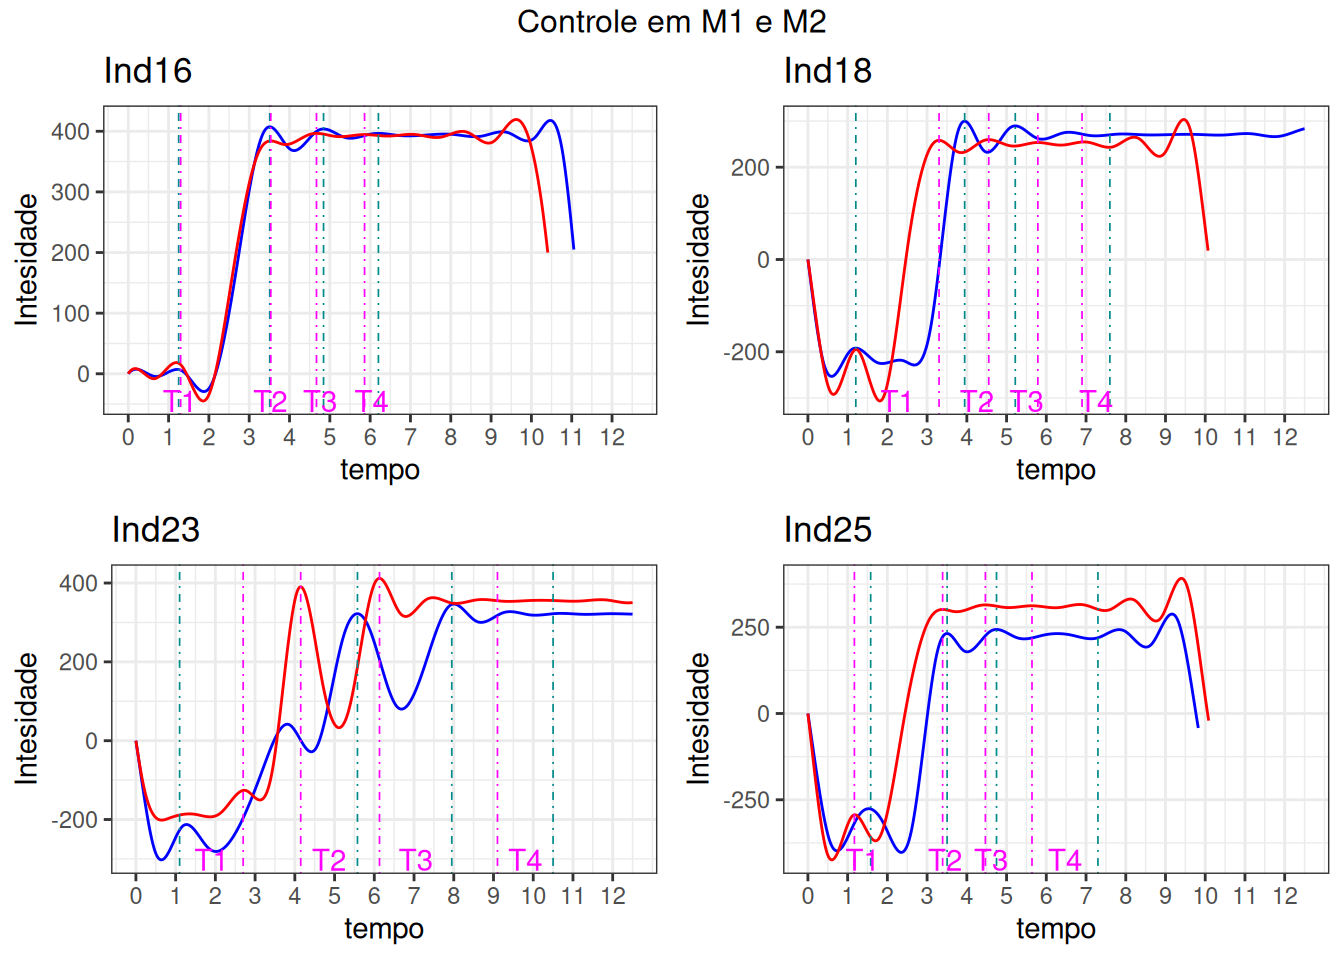 Controle em M1 e M2
Ind16
Intesidade
400
300
200
100
0
T1 T2 T3 T4
0 1 2 3 4 5 6 7 8 9 10 11 12
tempo
Ind18
Intesidade
200
0
-200
T1 T2 T3 T4
0 1 2 3 4 5 6 7 8 9 10 11 12
tempo
Ind23
Intesidade
400
200
0
-200
T1 T2 T3 T4
0 1 2 3 4 5 6 7 8 9 10 11 12
tempo
Ind25
Intesidade
250
0
-250
T1 T2 T3 T4
0 1 2 3 4 5 6 7 8 9 10 11 12
tempo